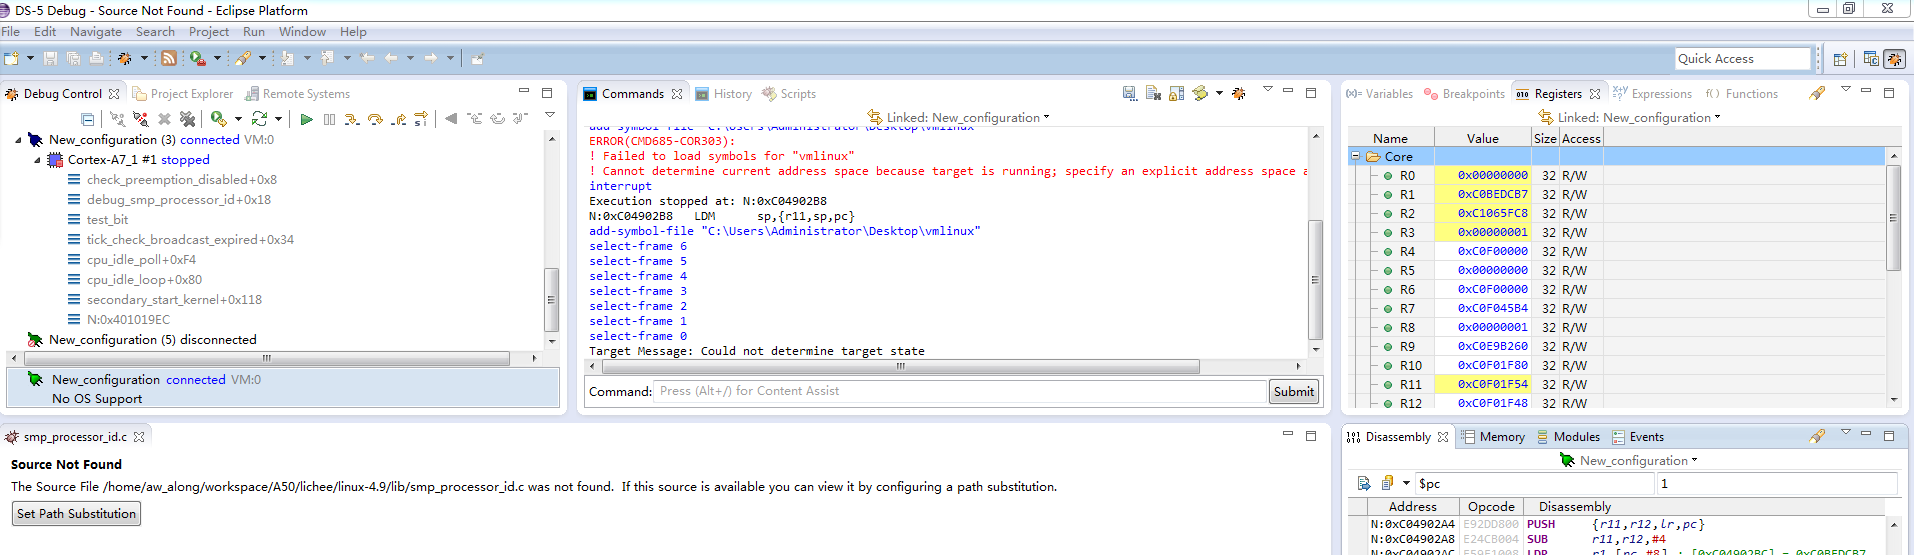 DS-5 Debug - Source Not Found - Eclipse Platform
File Edit Navigate Search Project Run Window Help
Quick Access
Debug Control Project Explorer Remote Systems
New_configuration (3) connected VM:0
Cortex-A7_1 #1 stopped
check_preemption_disabled+0x8
debug_smp_processor_id+0x18
test_bit
tick_check_broadcast_expired+0x34
cpu_idle_poll+0xF4
cpu_idle_loop+0x80
secondary_start_kernel+0x118
N:0x401019EC
New_configuration (5) disconnected
New_configuration connected VM:0
No OS Support
Commands History Scripts
Linked: New_configuration
add-symbol-file "C:\Users\Administrator\Desktop\vmlinux"
ERROR(CMD685-COR303):
! Failed to load symbols for "vmlinux"
! Cannot determine current address space because target is running; specify an explicit address space a
interrupt
Execution stopped at: N:0xC04902B8
N:0xC04902B8 LDM sp,{r11,sp,pc}
add-symbol-file "C:\Users\Administrator\Desktop\vmlinux"
select-frame 6
select-frame 5
select-frame 4
select-frame 3
select-frame 2
select-frame 1
select-frame 0
Target Message: Could not determine target state
Command: Press (Alt+/) for Content Assist Submit
(x)= Variables Breakpoints 010 Registers Expressions f() Functions
Linked: New_configuration
Name Value Size Access
Core
R0 0x00000000 32 R/W
R1 0xC0BEDCB7 32 R/W
R2 0xC1065FC8 32 R/W
R3 0x00000001 32 R/W
R4 0xC0F00000 32 R/W
R5 0x00000000 32 R/W
R6 0xC0F00000 32 R/W
R7 0xC0F045B4 32 R/W
R8 0x00000001 32 R/W
R9 0xC0E9B260 32 R/W
R10 0xC0F01F80 32 R/W
R11 0xC0F01F54 32 R/W
R12 0xC0F01F48 32 R/W
smp_processor_id.c
Source Not Found
The Source File /home/aw_along/workspace/A50/lichee/linux-4.9/lib/smp_processor_id.c was not found. If this source is available you can view it by configuring a path substitution.
Set Path Substitution
Disassembly Memory Modules Events
New_configuration
$pc 1
Address Opcode Disassembly
N:0xC04902A4 E92DD800 PUSH {r11,r12,lr,pc}
N:0xC04902A8 E24CB004 SUB r11,r12,#4
N:0xC04902AC E59F1008 LDR r1,[pc,#8] ; [0xC04902BC] = 0xC0BEDCB7